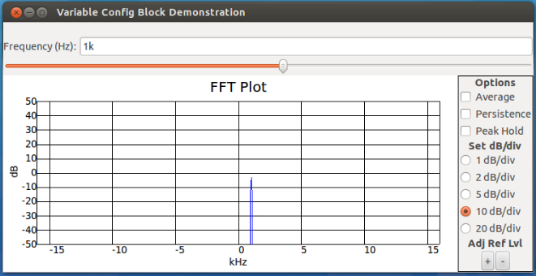 Variable Config Block Demonstration
Frequency (Hz): 1k
FFT Plot
dB
50
40
30
20
10
0
-10
-20
-30
-40
-50
-15 -10 -5 0 5 10 15
kHz
Options
Average
Persistence
Peak Hold
Set dB/div
1 dB/div
2 dB/div
5 dB/div
10 dB/div
20 dB/div
Adj Ref Lvl
+ -